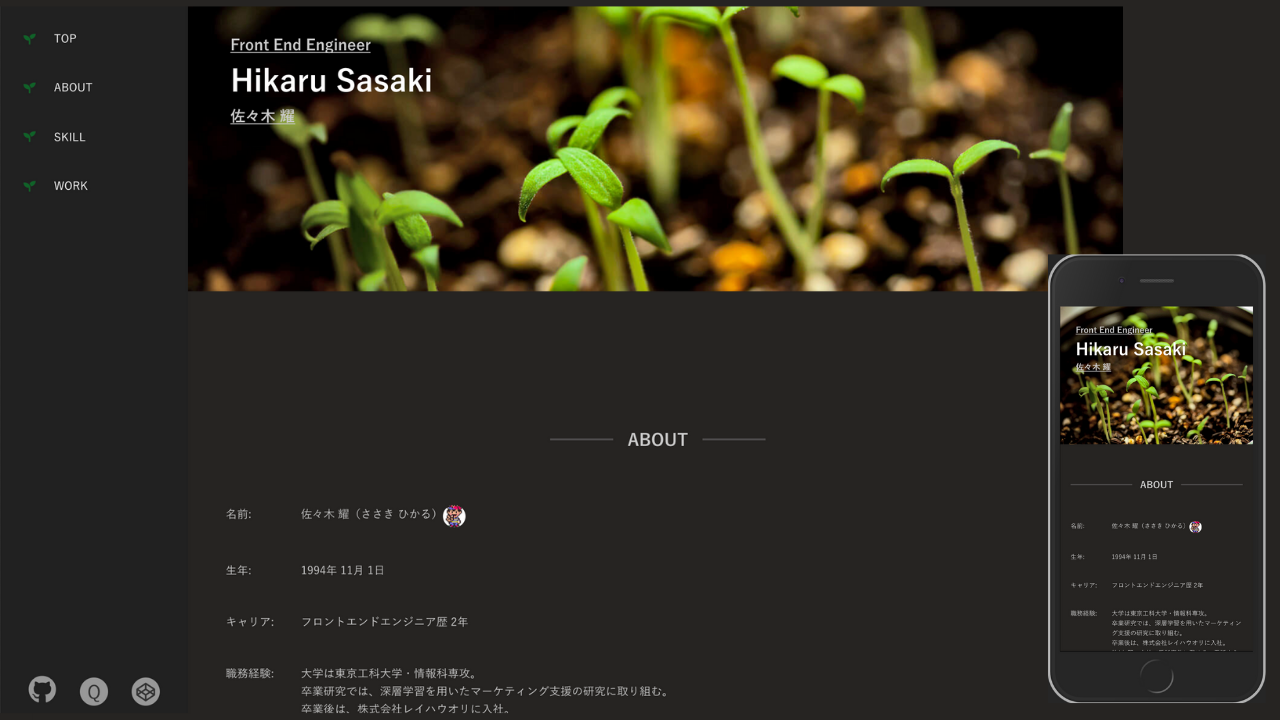 TOP
ABOUT
SKILL
WORK
Front End Engineer
Hikaru Sasaki
佐々木 耀
ABOUT
名前:
佐々木 耀（ささき ひかる）
生年:
1994年 11月 1日
キャリア:
フロントエンドエンジニア歴 2年
職務経験:
大学は東京工科大学・情報科専攻。
卒業研究では、深層学習を用いたマーケティング支援の研究に取り組む。
卒業後は、株式会社レイハウオリに入社。
Q
Front End Engineer
Hikaru Sasaki
佐々木 耀
ABOUT
名前:
佐々木 耀（ささき ひかる）
生年:
1994年 11月 1日
キャリア:
フロントエンドエンジニア歴 2年
職務経験:
大学は東京工科大学・情報科専攻。
卒業研究では、深層学習を用いたマーケティン
グ支援の研究に取り組む。
卒業後は、株式会社レイハウオリに入社。